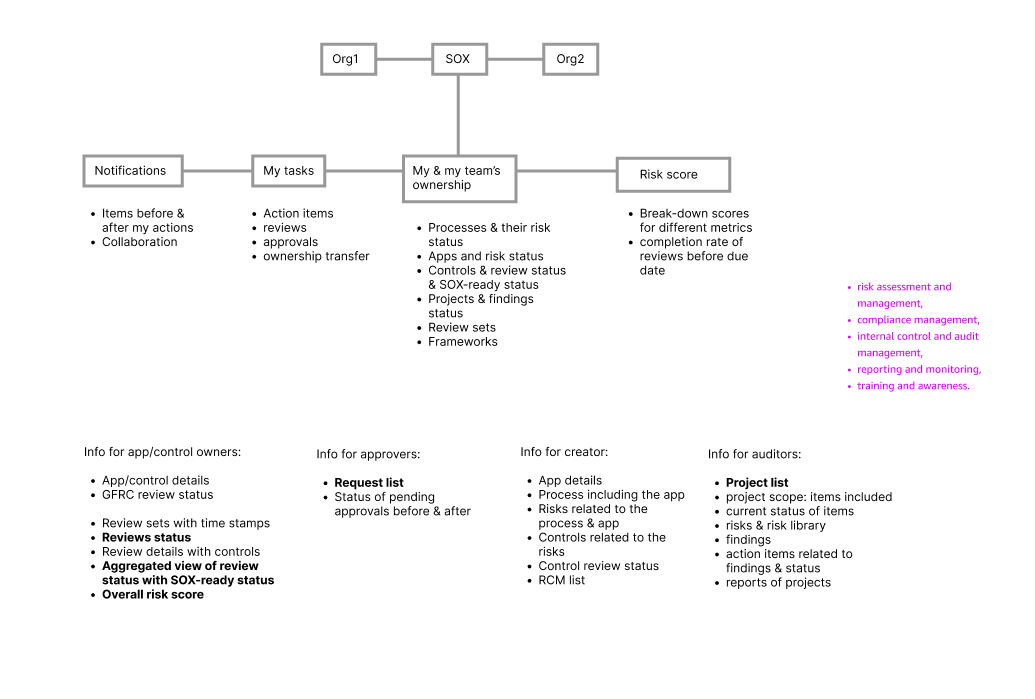 Org1
SOX
Org2
Notifications
My tasks
My & my team’s
ownership
Risk score
• Items before &
after my actions
• Collaboration
• Action items
• reviews
• approvals
• ownership transfer
• Processes & their risk
status
• Apps and risk status
• Controls & review status
& SOX-ready status
• Projects & findings
status
• Review sets
• Frameworks
• Break-down scores
for different metrics
• completion rate of
reviews before due
date
• risk assessment and
management,
• compliance management,
• internal control and audit
management,
• reporting and monitoring,
• training and awareness.
Info for app/control owners:
• App/control details
• GFRC review status
• Review sets with time stamps
• Reviews status
• Review details with controls
• Aggregated view of review
status with SOX-ready status
• Overall risk score
Info for approvers:
• Request list
• Status of pending
approvals before & after
Info for creator:
• App details
• Process including the app
• Risks related to the
process & app
• Controls related to the
risks
• Control review status
• RCM list
Info for auditors:
• Project list
• project scope: items included
• current status of items
• risks & risk library
• findings
• action items related to
findings & status
• reports of projects